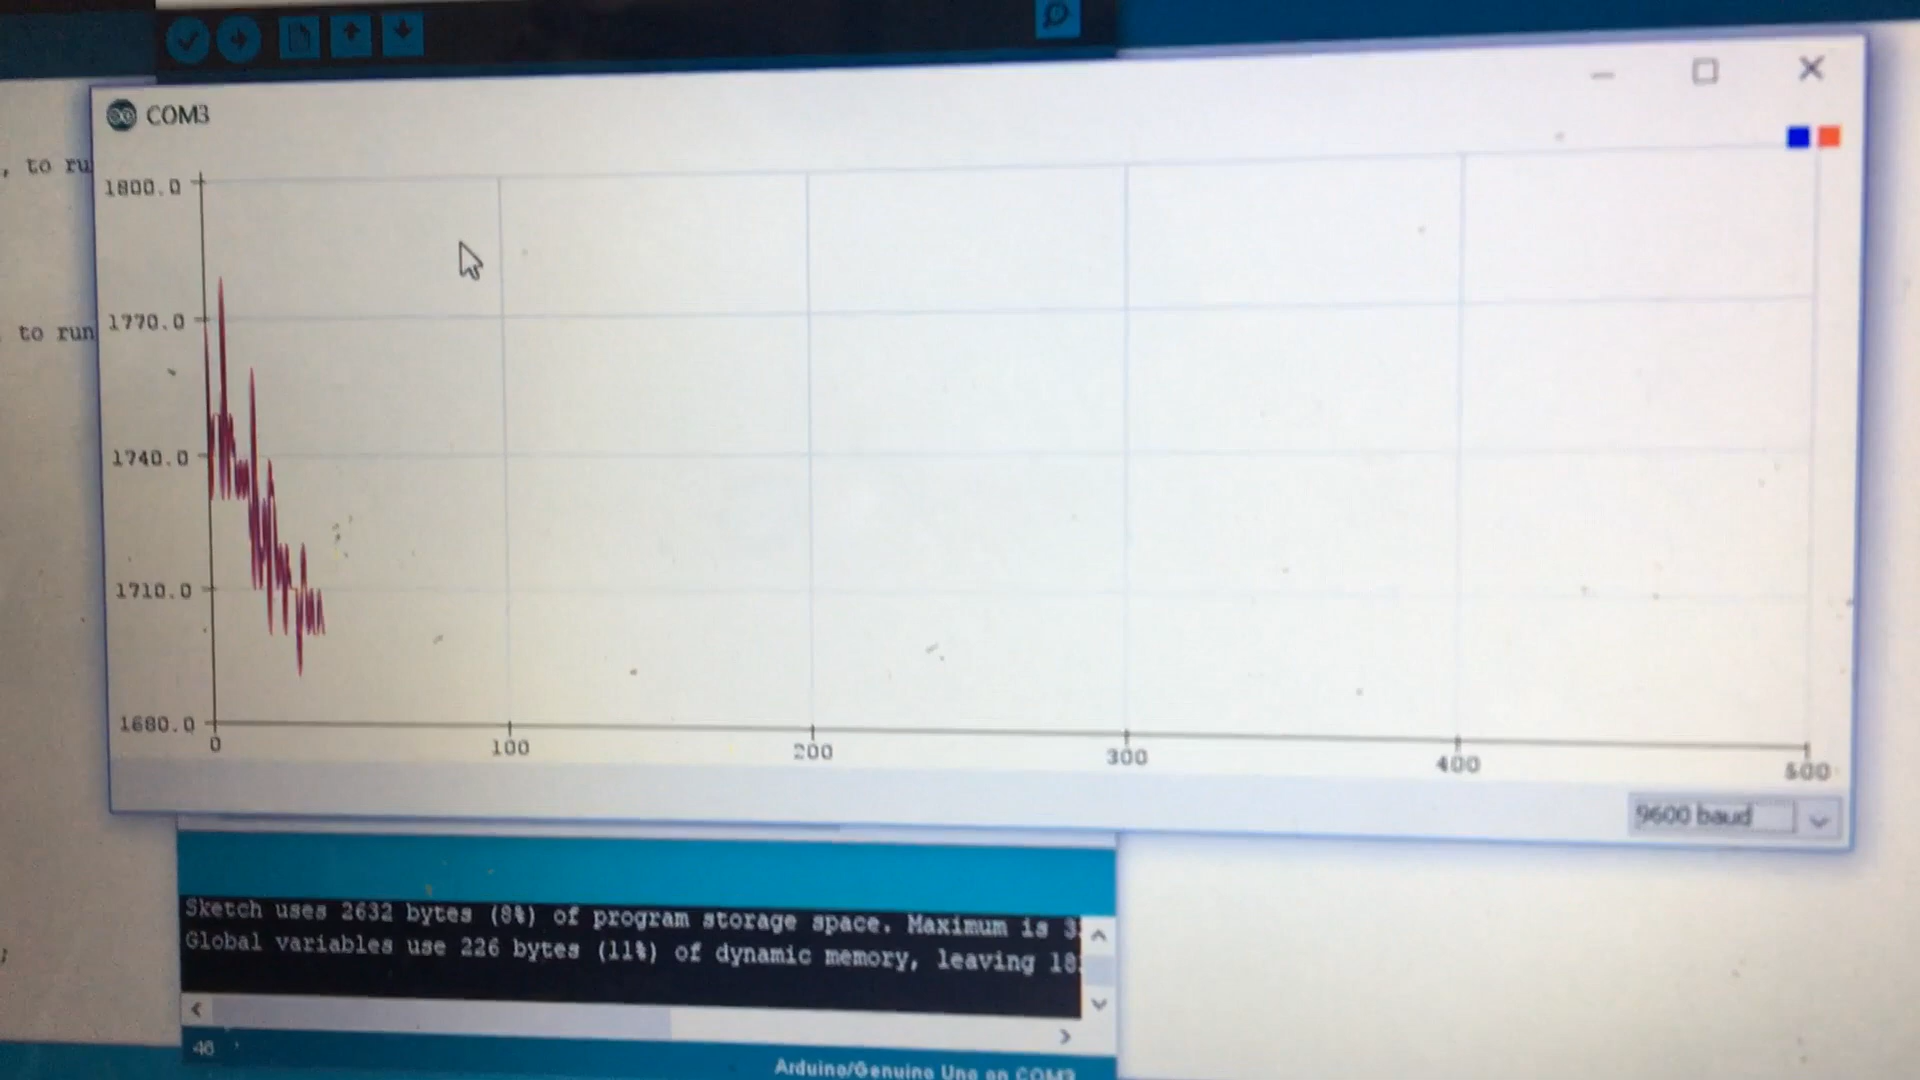 COM3
, to ru
1800.0
to run
1770.0
1740.0
1710.0
1680.0
0
100
200
300
400
500
9600 baud
Sketch uses 2632 bytes (8%) of program storage space. Maximum is 3
Global variables use 226 bytes (11%) of dynamic memory, leaving 18
;
46
Arduino/Genuino Uno on COM3